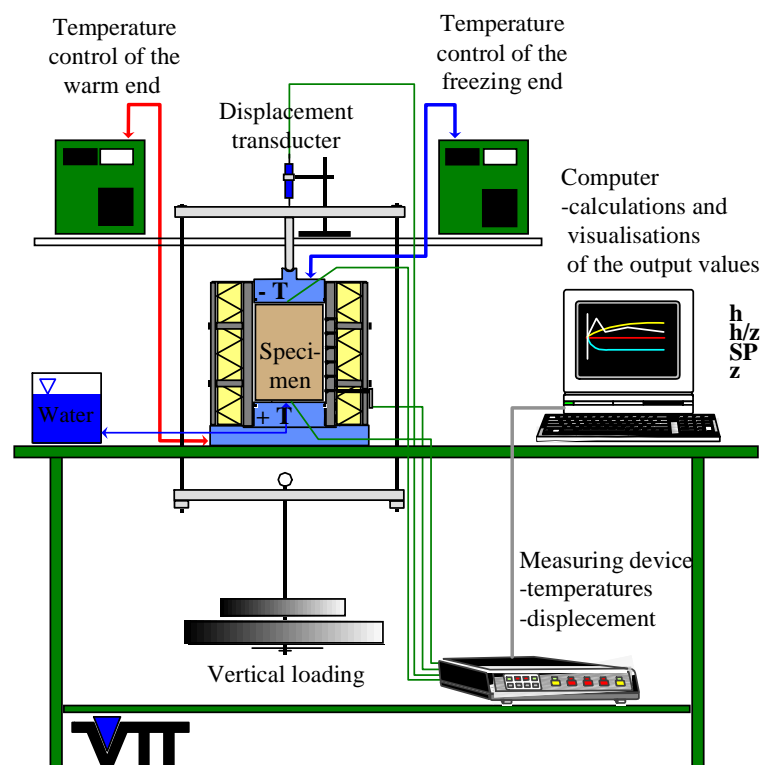 Temperature
control of the
warm end
Temperature
control of the
freezing end
Displacement
transducter
Computer
-calculations and
visualisations
of the output values
- T
h
h/z
SP
z
Speci-
men
Water
+ T
Measuring device
-temperatures
-displecement
Vertical loading
VTT